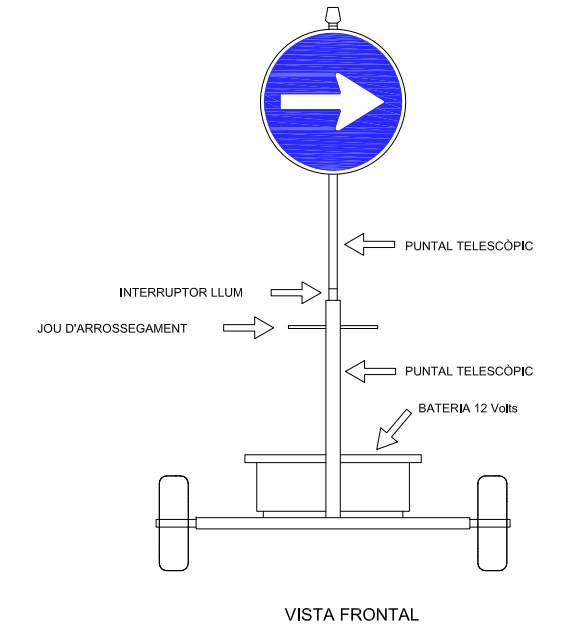 PUNTAL TELESCÒPIC
INTERRUPTOR LLUM
JOU D'ARROSSEGAMENT
PUNTAL TELESCÒPIC
BATERIA 12 Volts
VISTA FRONTAL